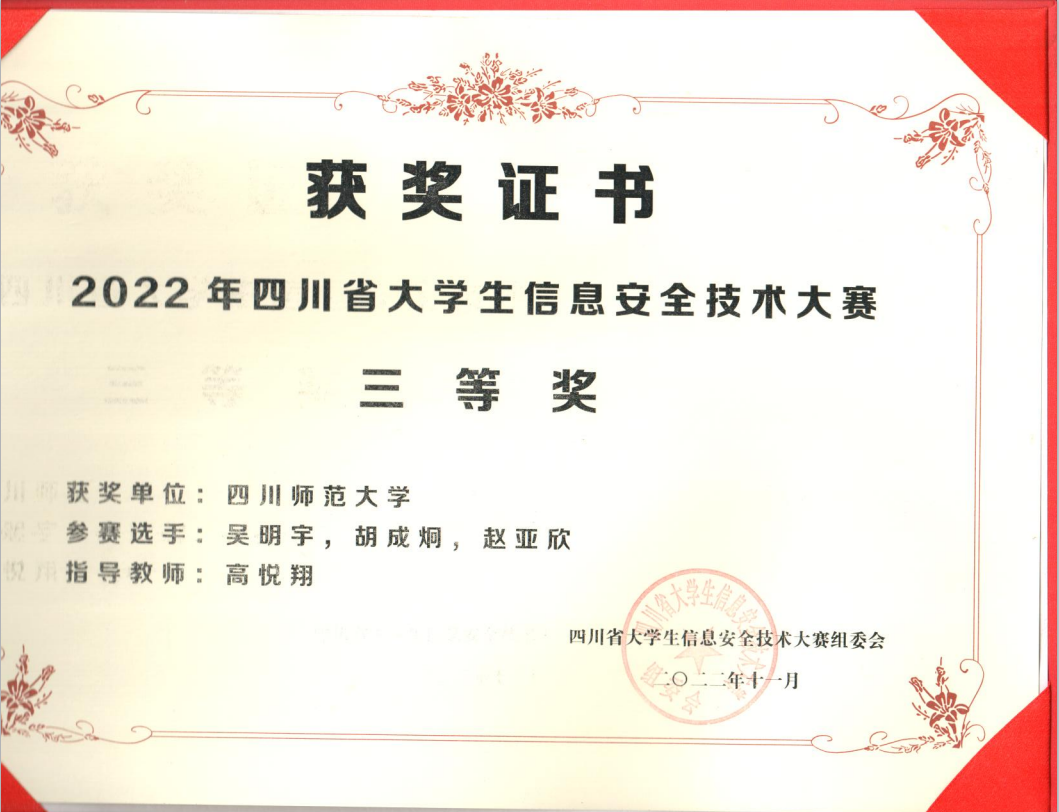 获奖证书
2022年四川省大学生信息安全技术大赛
三等奖
获奖单位：四川师范大学
参赛选手：吴明宇，胡成炯，赵亚欣
指导教师：高悦翔
四川省大学生信息安全技术大赛组委会
二〇二二年十一月